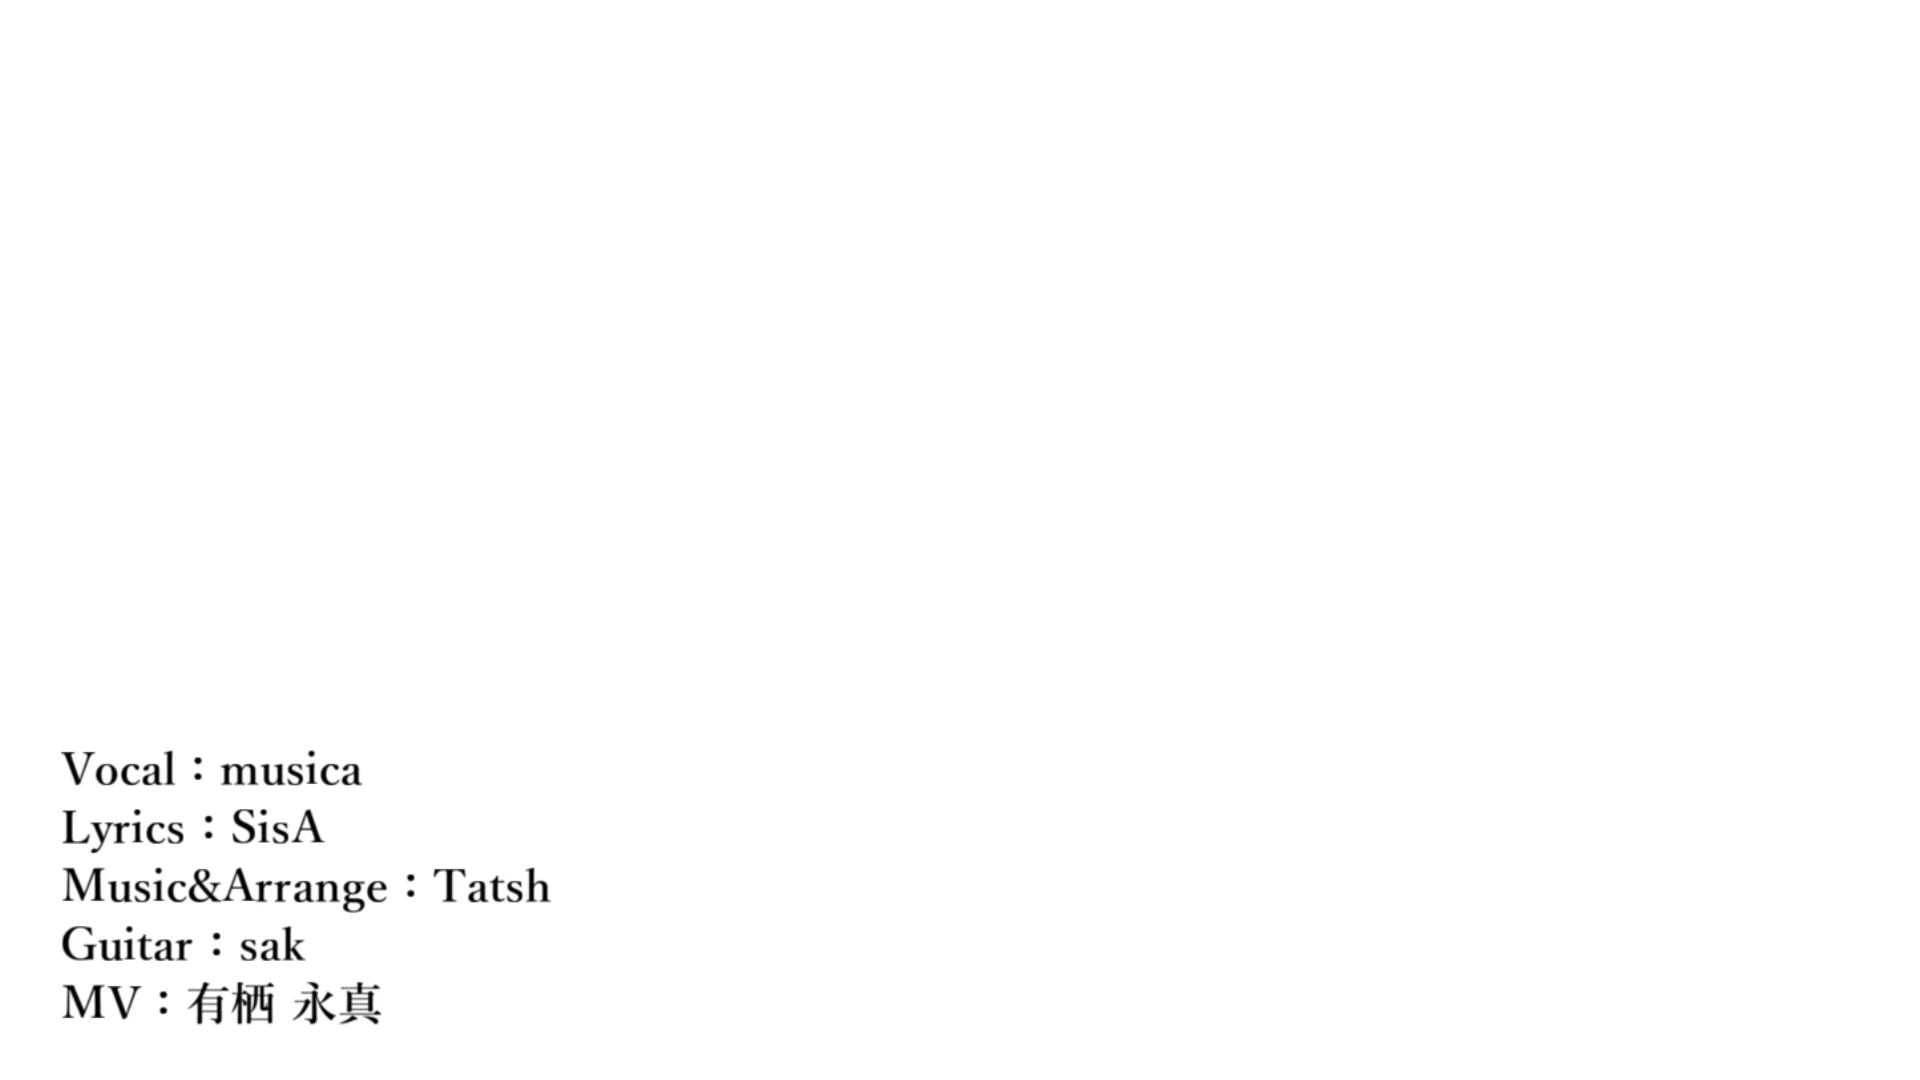 Vocal：musica
Lyrics：SisA
Music&Arrange：Tatsh
Guitar：sak
MV：有栖 永真